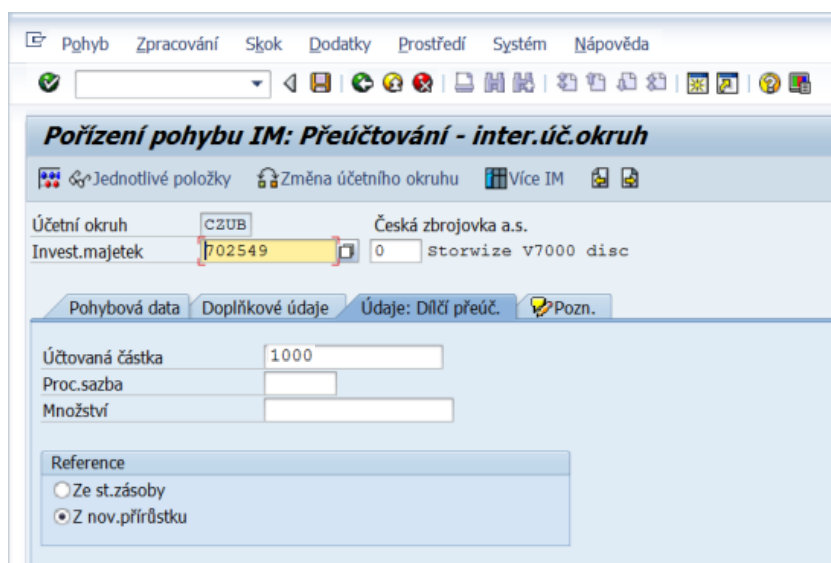 Pohyb Zpracování Skok Dodatky Prostředí Systém Nápověda
Pořízení pohybu IM: Přeúčtování - inter.úč.okruh
Jednotlivé položky Změna účetního okruhu Více IM
Účetní okruh CZUB Česká zbrojovka a.s.
Invest.majetek 702549 0 Storwize V7000 disc
Pohybová data Doplňkové údaje Údaje: Dílčí přeúč. Pozn.
Účtovaná částka 1000
Proc.sazba
Množství
Reference
Ze st.zásoby
Z nov.přírůstku